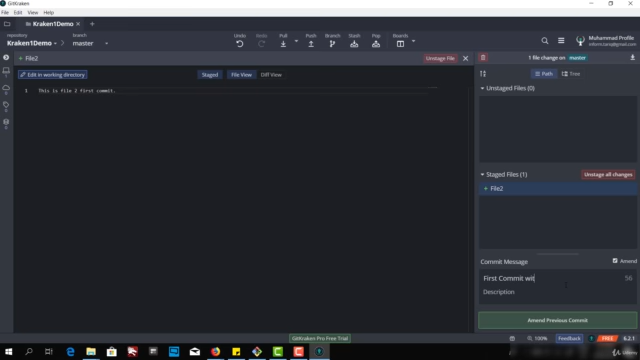 GitKraken
File Edit View Help
Kraken1Demo
repository
Kraken1Demo
branch
master
Undo
Redo
Pull
Push
Branch
Stash
Pop
Boards
Muhammad Profile
File2
Unstage File
1 file change on master
Edit in working directory
Staged
File View
Diff View
Path
Tree
1 This is file 2 first commit.
Unstaged Files (0)
Staged Files (1)
Unstage all changes
File2
Commit Message
Amend
First Commit wit
56
Description
Amend Previous Commit
GitKraken Pro Free Trial
100%
Feedback
FREE
6.2.1